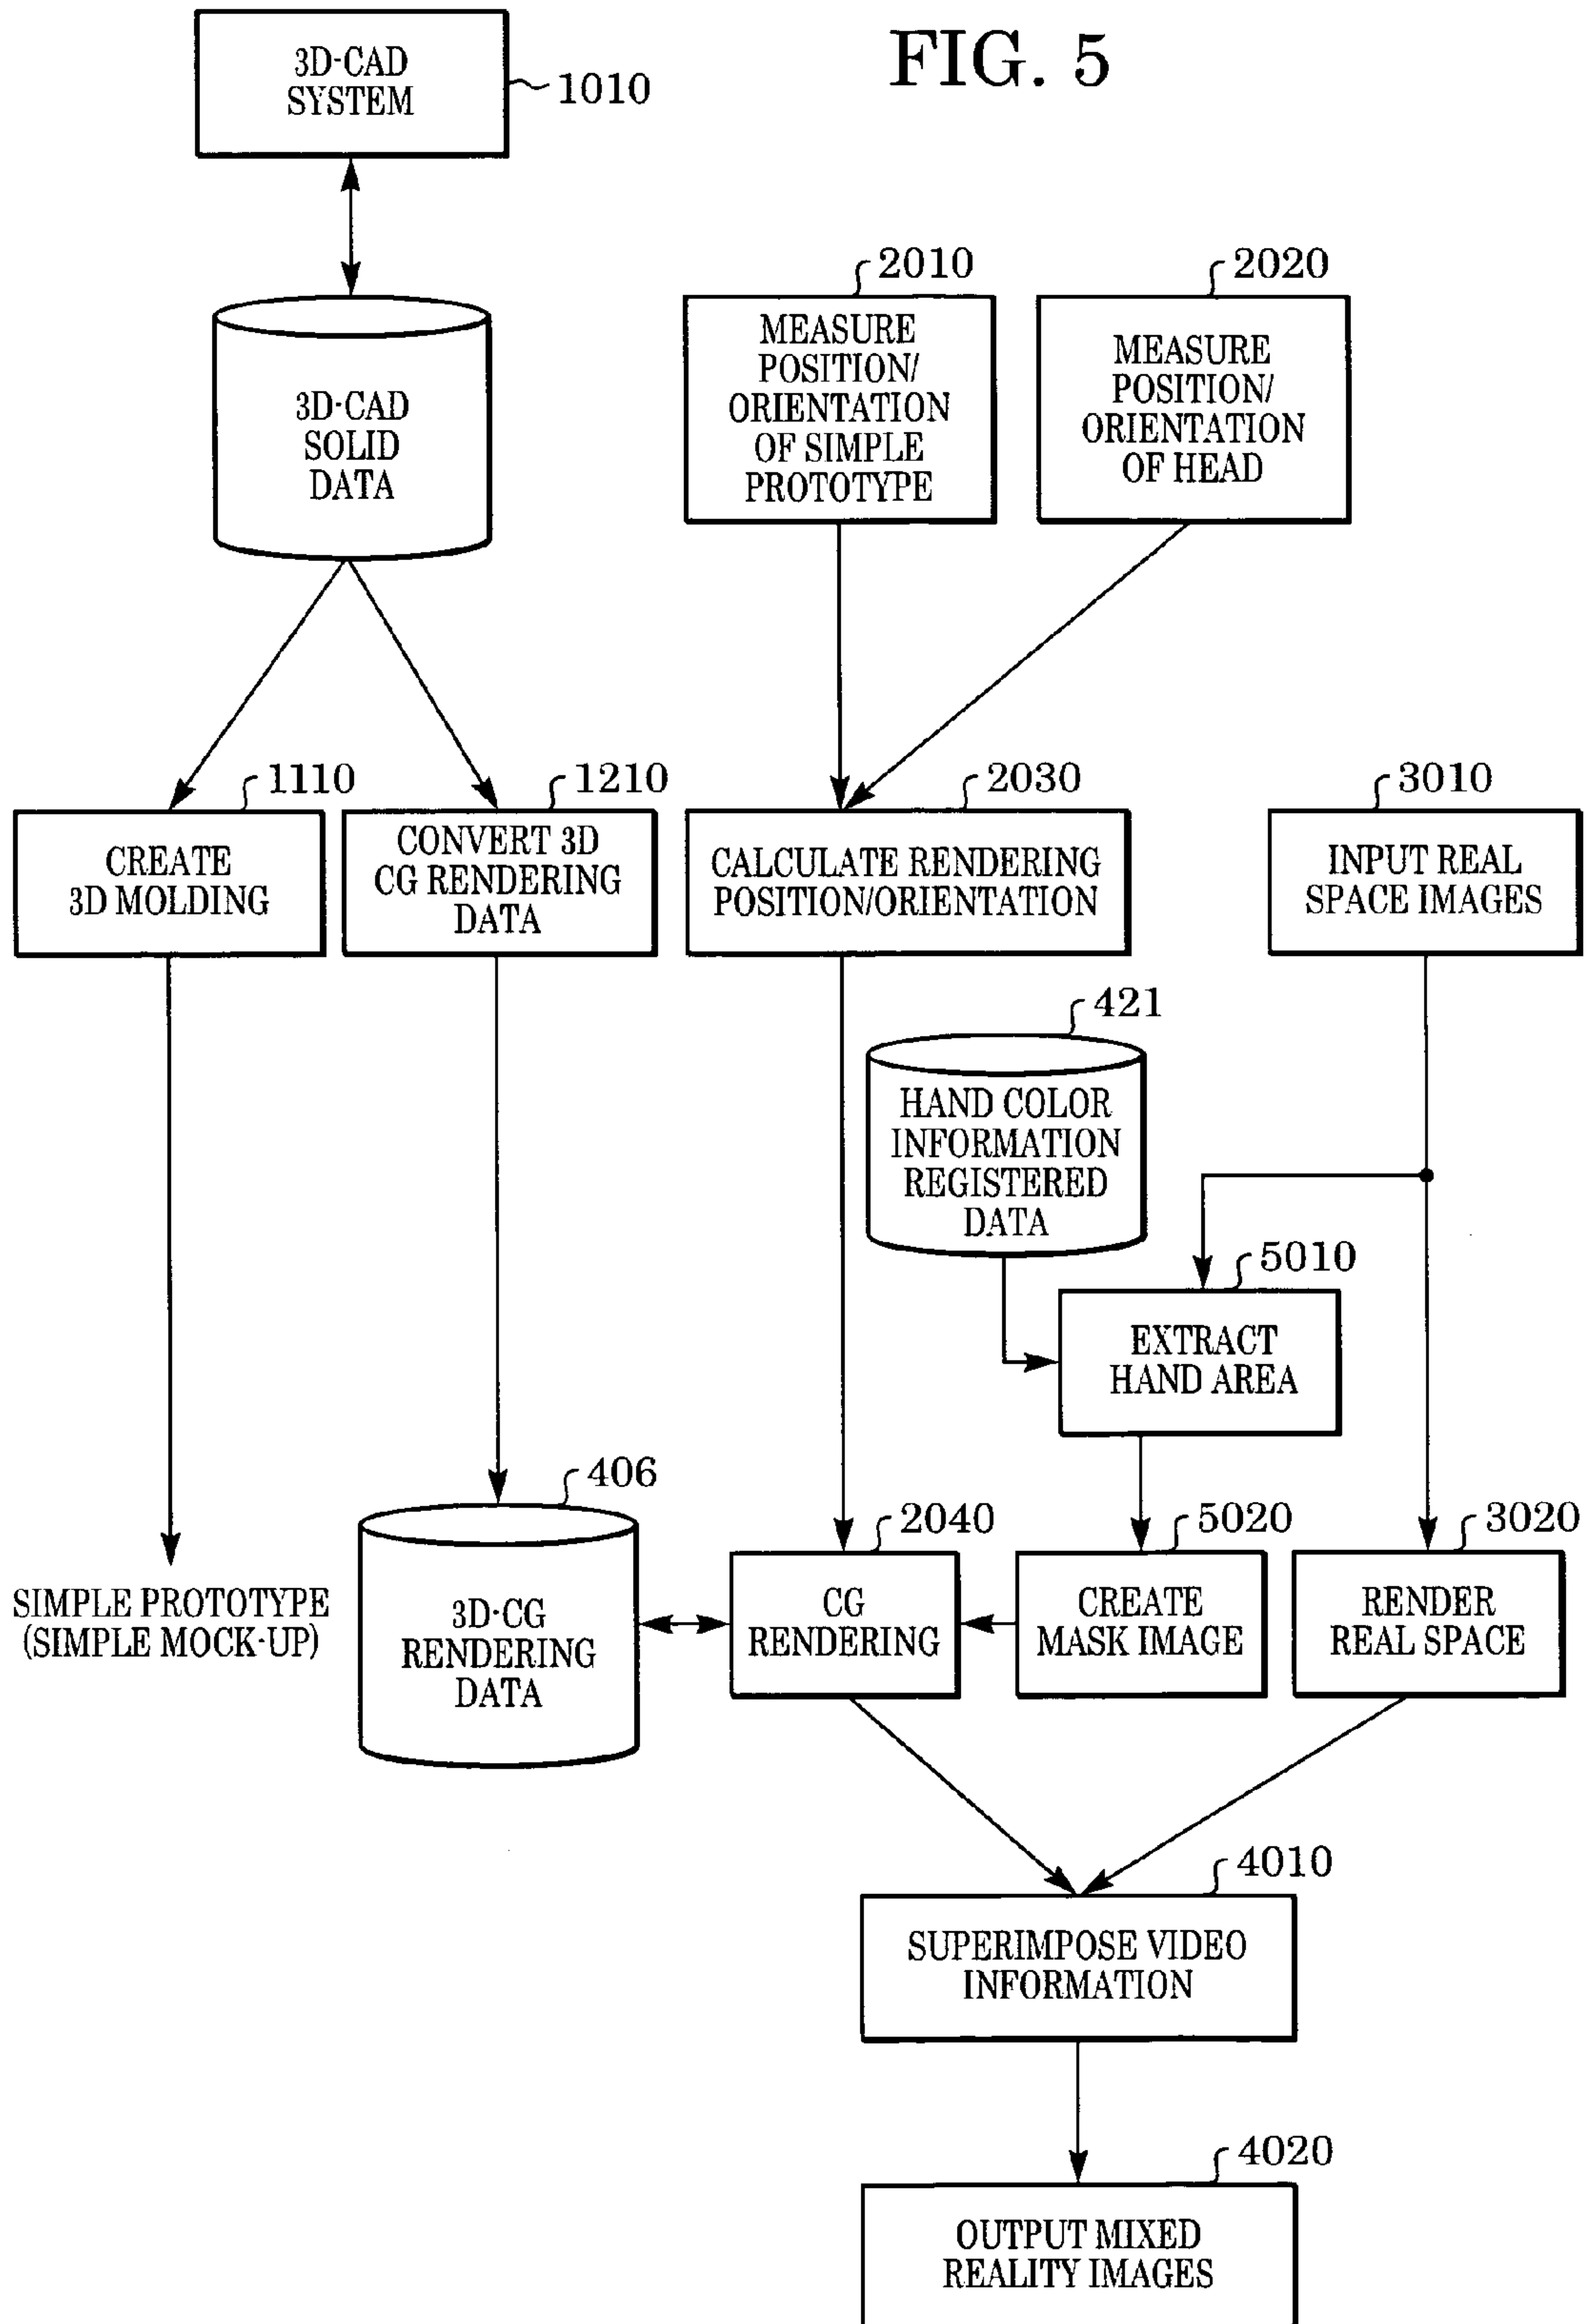 FIG. 5
3D-CAD
SYSTEM
1010
3D-CAD
SOLID
DATA
2010
MEASURE
POSITION/
ORIENTATION
OF SIMPLE
PROTOTYPE
2020
MEASURE
POSITION/
ORIENTATION
OF HEAD
1110
CREATE
3D MOLDING
1210
CONVERT 3D
CG RENDERING
DATA
2030
CALCULATE RENDERING
POSITION/ORIENTATION
3010
INPUT REAL
SPACE IMAGES
421
HAND COLOR
INFORMATION
REGISTERED
DATA
5010
EXTRACT
HAND AREA
SIMPLE PROTOTYPE
(SIMPLE MOCK-UP)
406
3D-CG
RENDERING
DATA
2040
CG
RENDERING
5020
CREATE
MASK IMAGE
3020
RENDER
REAL SPACE
4010
SUPERIMPOSE VIDEO
INFORMATION
4020
OUTPUT MIXED
REALITY IMAGES